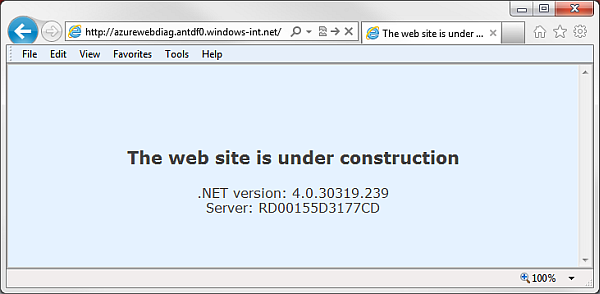 http://azurewebdiag.antdf0.windows-int.net/
The web site is under ...
File Edit View Favorites Tools Help
The web site is under construction
.NET version: 4.0.30319.239
Server: RD00155D3177CD
100%